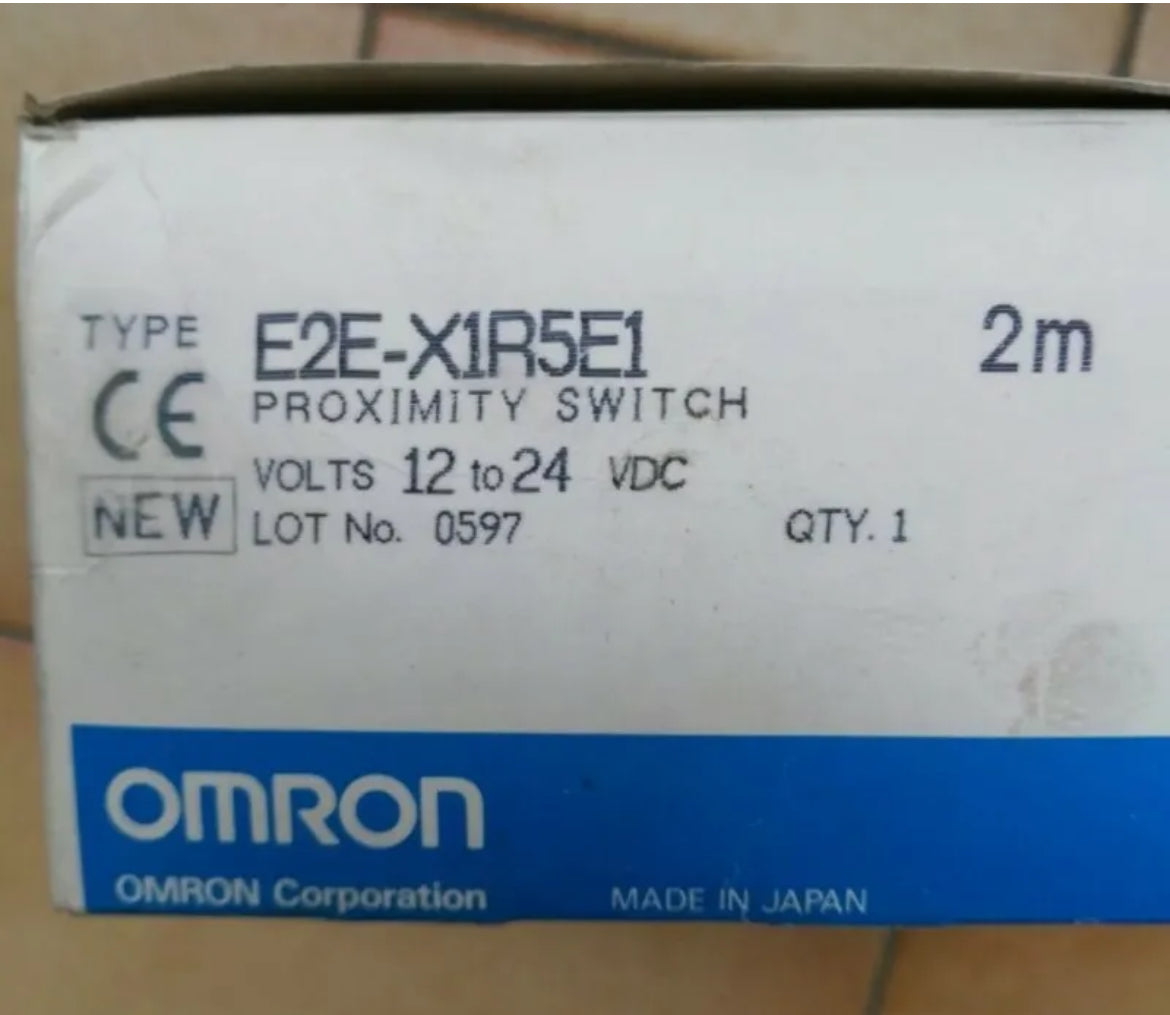 TYPE E2E-X1R5E1 2m
CE PROXIMITY SWITCH
VOLTS 12 to 24 VDC
NEW LOT No. 0597 QTY. 1
OMRON
OMRON Corporation MADE IN JAPAN